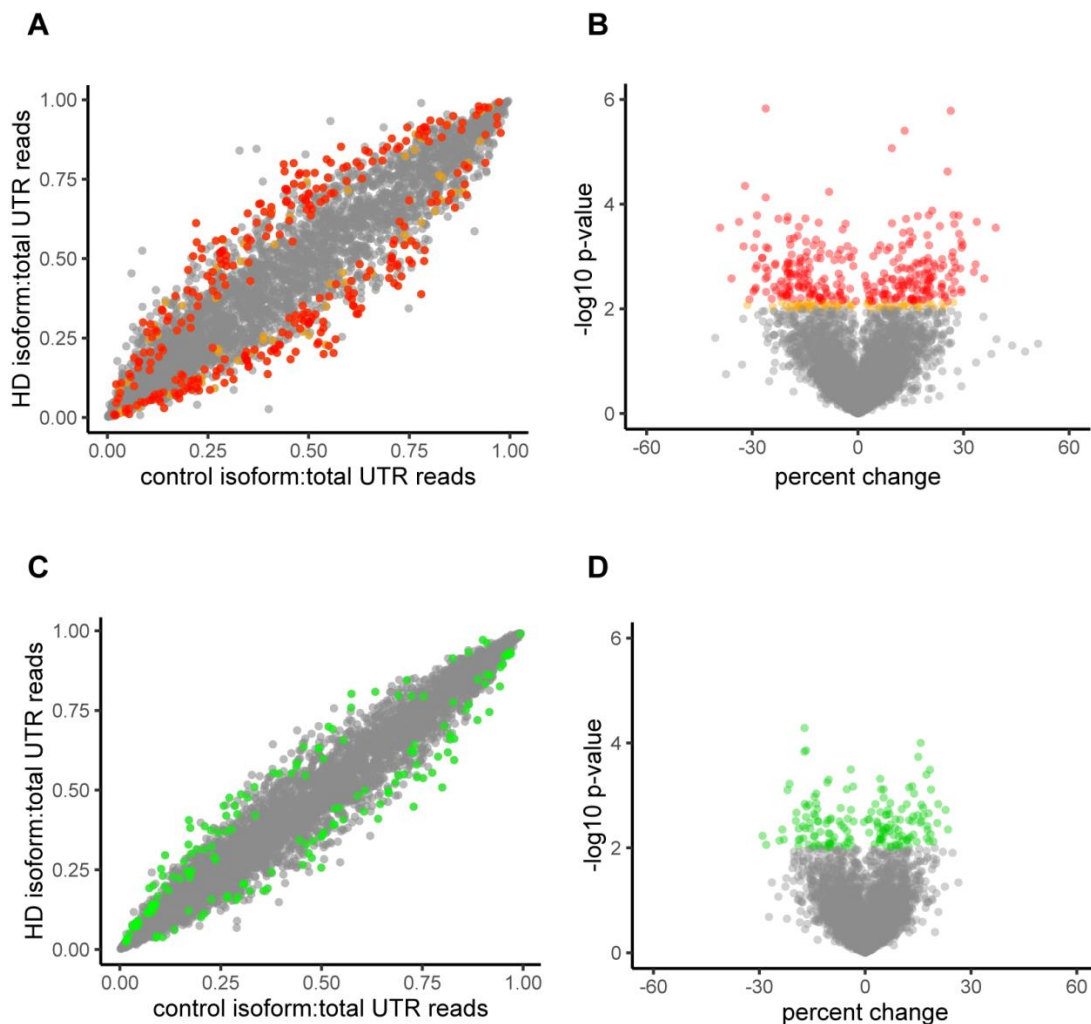 A
B
HD isoform:total UTR reads
1.00
0.75
0.50
0.25
0.00
0.00 0.25 0.50 0.75 1.00
control isoform:total UTR reads
-log10 p-value
6
4
2
0
-60 -30 0 30 60
percent change
C
D
HD isoform:total UTR reads
1.00
0.75
0.50
0.25
0.00
0.00 0.25 0.50 0.75 1.00
control isoform:total UTR reads
-log10 p-value
6
4
2
0
-60 -30 0 30 60
percent change